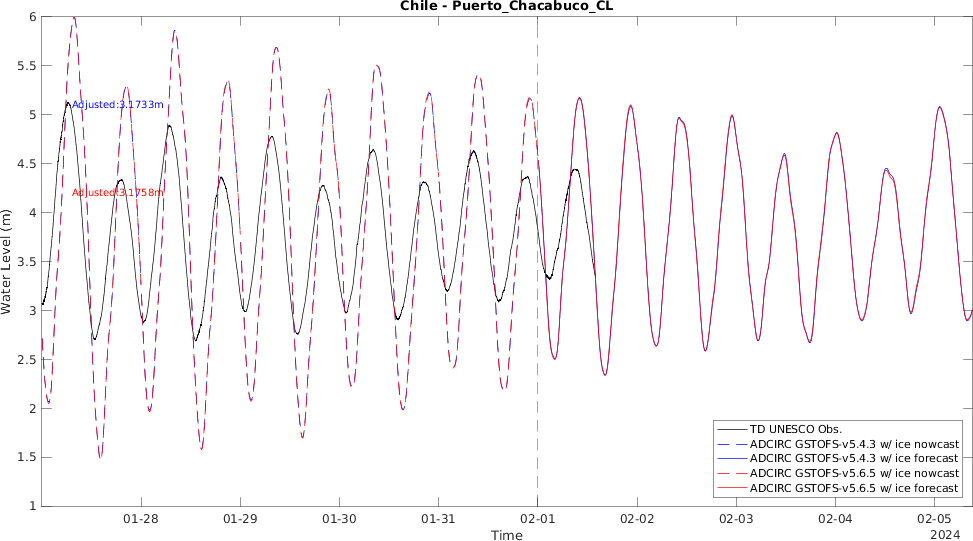 Chile - Puerto_Chacabuco_CL
6
5.5
5
4.5
4
3.5
3
2.5
2
1.5
1
Water Level (m)
Adjusted:3.1733m
Adjusted:3.1758m
TD UNESCO Obs.
ADCIRC GSTOFS-v5.4.3 w/ ice nowcast
ADCIRC GSTOFS-v5.4.3 w/ ice forecast
ADCIRC GSTOFS-v5.6.5 w/ ice nowcast
ADCIRC GSTOFS-v5.6.5 w/ ice forecast
01-28 01-29 01-30 01-31 02-01 02-02 02-03 02-04 02-05
2024
Time